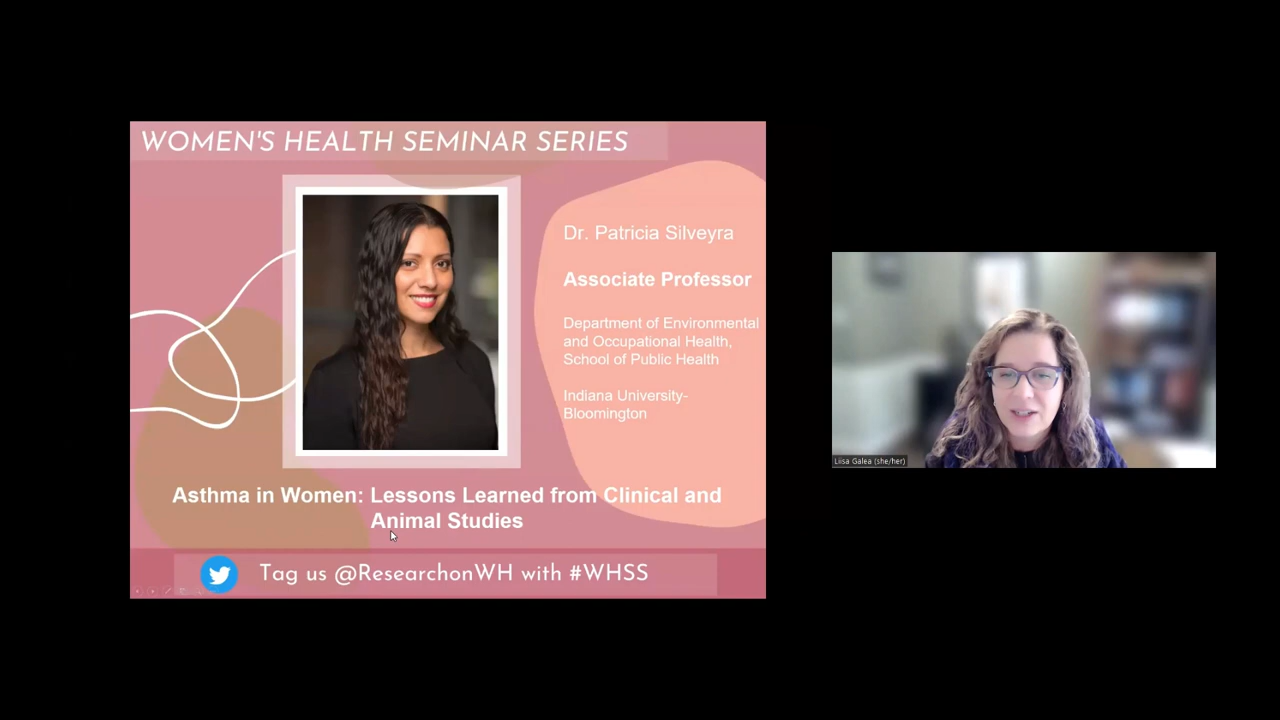 WOMEN'S HEALTH SEMINAR SERIES
Dr. Patricia Silveyra
Associate Professor
Department of Environmental
and Occupational Health,
School of Public Health
Indiana University-
Bloomington
Asthma in Women: Lessons Learned from Clinical and
Animal Studies
Tag us @ResearchonWH with #WHSS
Liisa Galea (she/her)